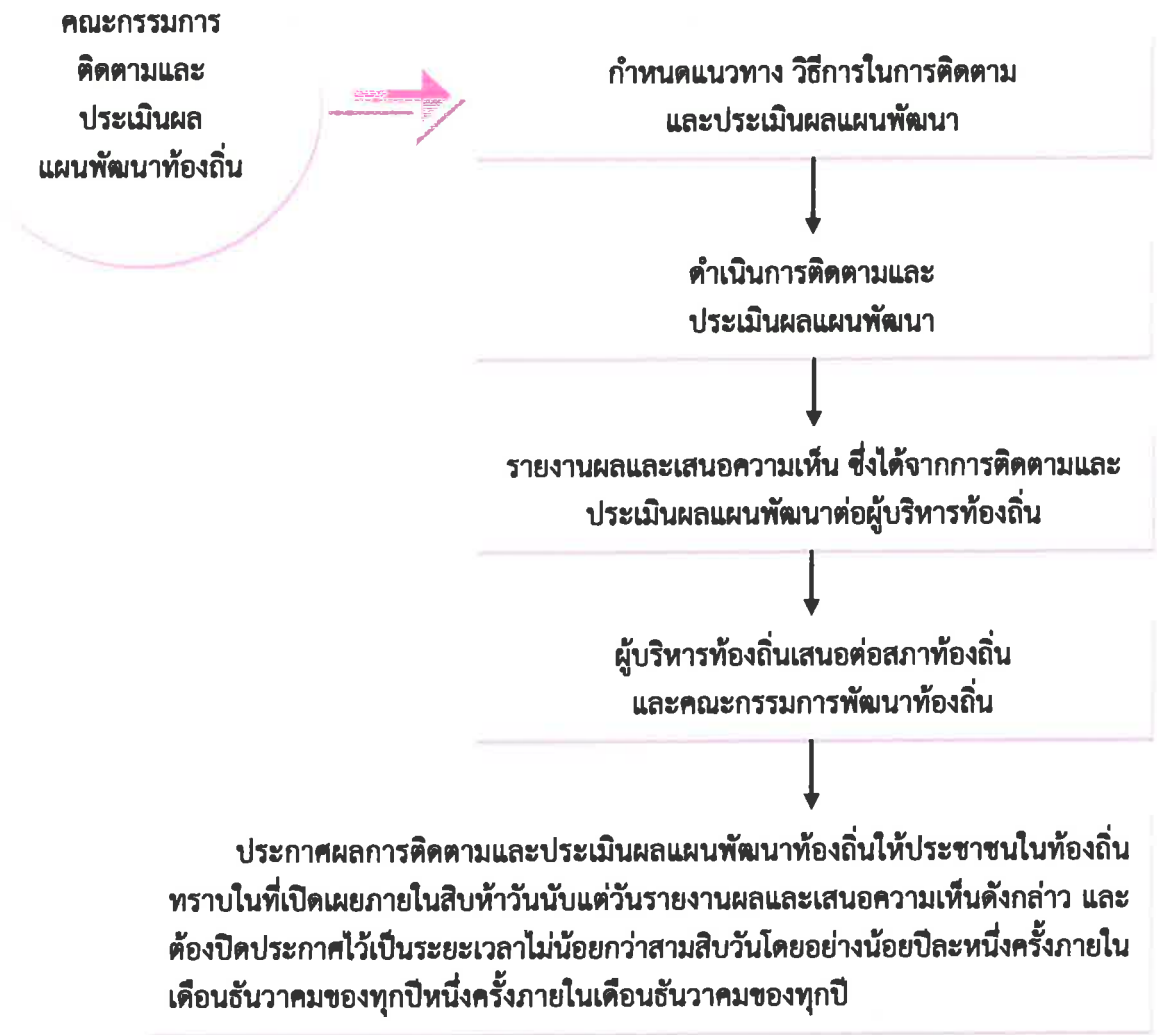 คณะกรรมการ
ติดตามและ
ประเมินผล
แผนพัฒนาท้องถิ่น
กำหนดแนวทาง วิธีการในการติดตาม
และประเมินผลแผนพัฒนา
ดำเนินการติดตามและ
ประเมินผลแผนพัฒนา
รายงานผลและเสนอความเห็น ซึ่งได้จากการติดตามและ
ประเมินผลแผนพัฒนาต่อผู้บริหารท้องถิ่น
ผู้บริหารท้องถิ่นเสนอต่อสภาท้องถิ่น
และคณะกรรมการพัฒนาท้องถิ่น
ประกาศผลการติดตามและประเมินผลแผนพัฒนาท้องถิ่นให้ประชาชนในท้องถิ่น
ทราบในที่เปิดเผยภายในสิบห้าวันนับแต่วันรายงานผลและเสนอความเห็นดังกล่าว และ
ต้องปิดประกาศไว้เป็นระยะเวลาไม่น้อยกว่าสามสิบวันโดยอย่างน้อยปีละหนึ่งครั้งภายใน
เดือนธันวาคมของทุกปีหนึ่งครั้งภายในเดือนธันวาคมของทุกปี